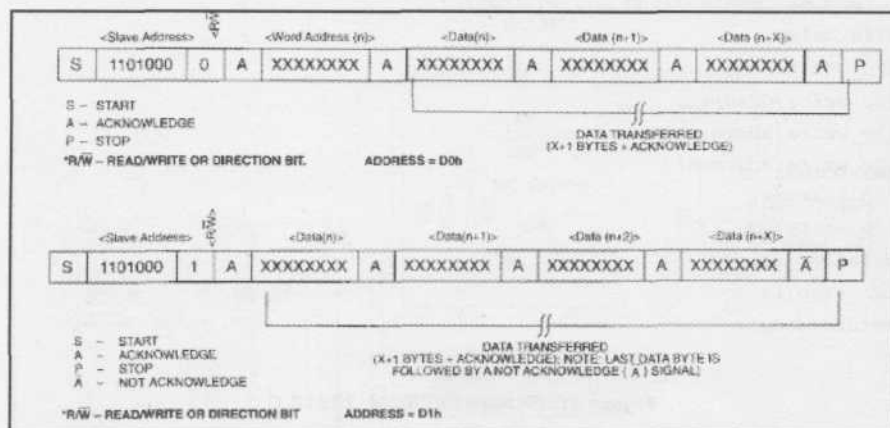 <R/W̅>
<Slave Address> <Word Address (n)> <Data(n)> <Data (n+1)> <Data (n+X)>
S 1101000 0 A XXXXXXXX A XXXXXXXX A XXXXXXXX A XXXXXXXX A P
S – START
A – ACKNOWLEDGE
P – STOP
DATA TRANSFERRED
(X+1 BYTES + ACKNOWLEDGE)
*R/W̅ – READ/WRITE OR DIRECTION BIT. ADDRESS = D0h
<R/W̅>
<Slave Address> <Data(n)> <Data(n+1)> <Data (n+2)> <Data (n+X)>
S 1101000 1 A XXXXXXXX A XXXXXXXX A XXXXXXXX A XXXXXXXX A̅ P
S – START
A – ACKNOWLEDGE
P – STOP
A̅ – NOT ACKNOWLEDGE
DATA TRANSFERRED
(X+1 BYTES + ACKNOWLEDGE); NOTE: LAST DATA BYTE IS
FOLLOWED BY A NOT ACKNOWLEDGE ( A̅ ) SIGNAL)
*R/W̅ – READ/WRITE OR DIRECTION BIT ADDRESS = D1h